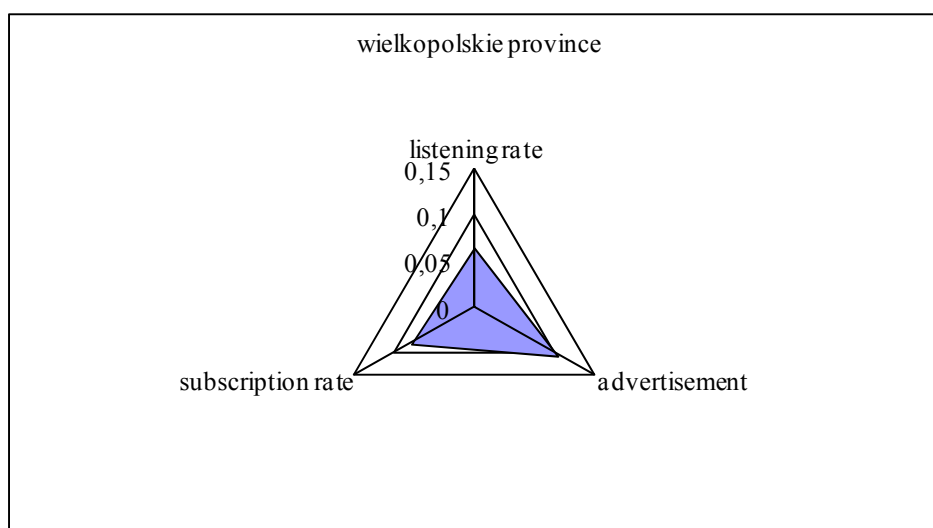 wielkopolskie province
listening rate
0,15
0,1
0,05
0
subscription rate
advertisement